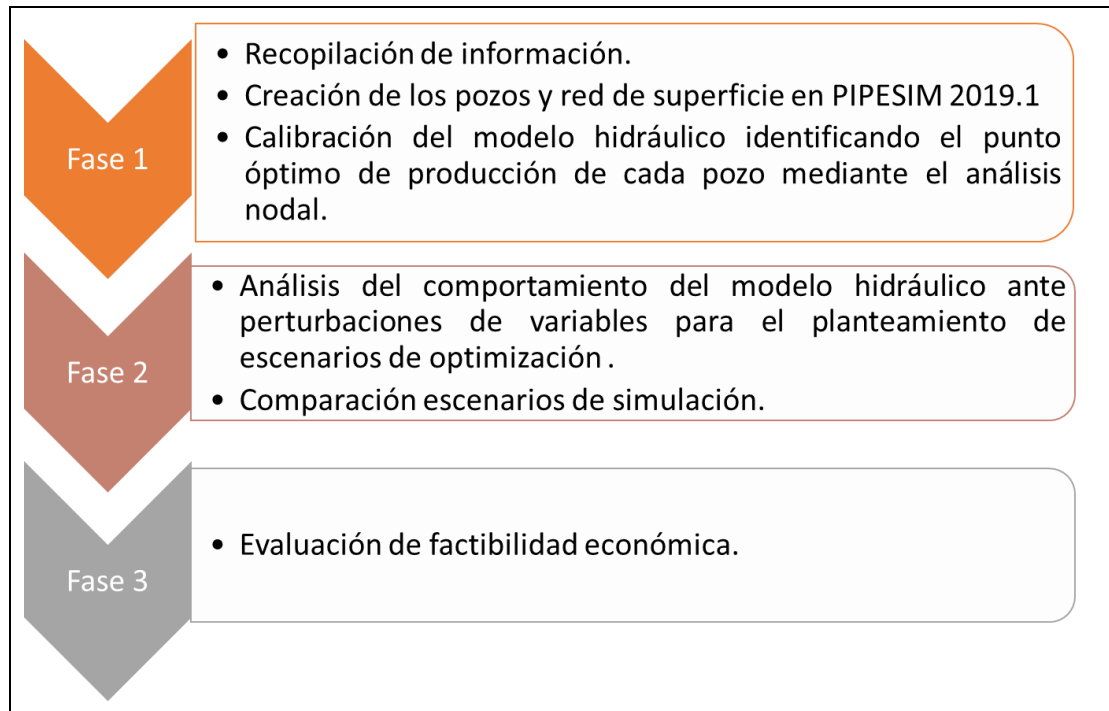 Fase 1
• Recopilación de información.
• Creación de los pozos y red de superficie en PIPESIM 2019.1
• Calibración del modelo hidráulico identificando el punto
óptimo de producción de cada pozo mediante el análisis
nodal.
Fase 2
• Análisis del comportamiento del modelo hidráulico ante
perturbaciones de variables para el planteamiento de
escenarios de optimización .
• Comparación escenarios de simulación.
Fase 3
• Evaluación de factibilidad económica.